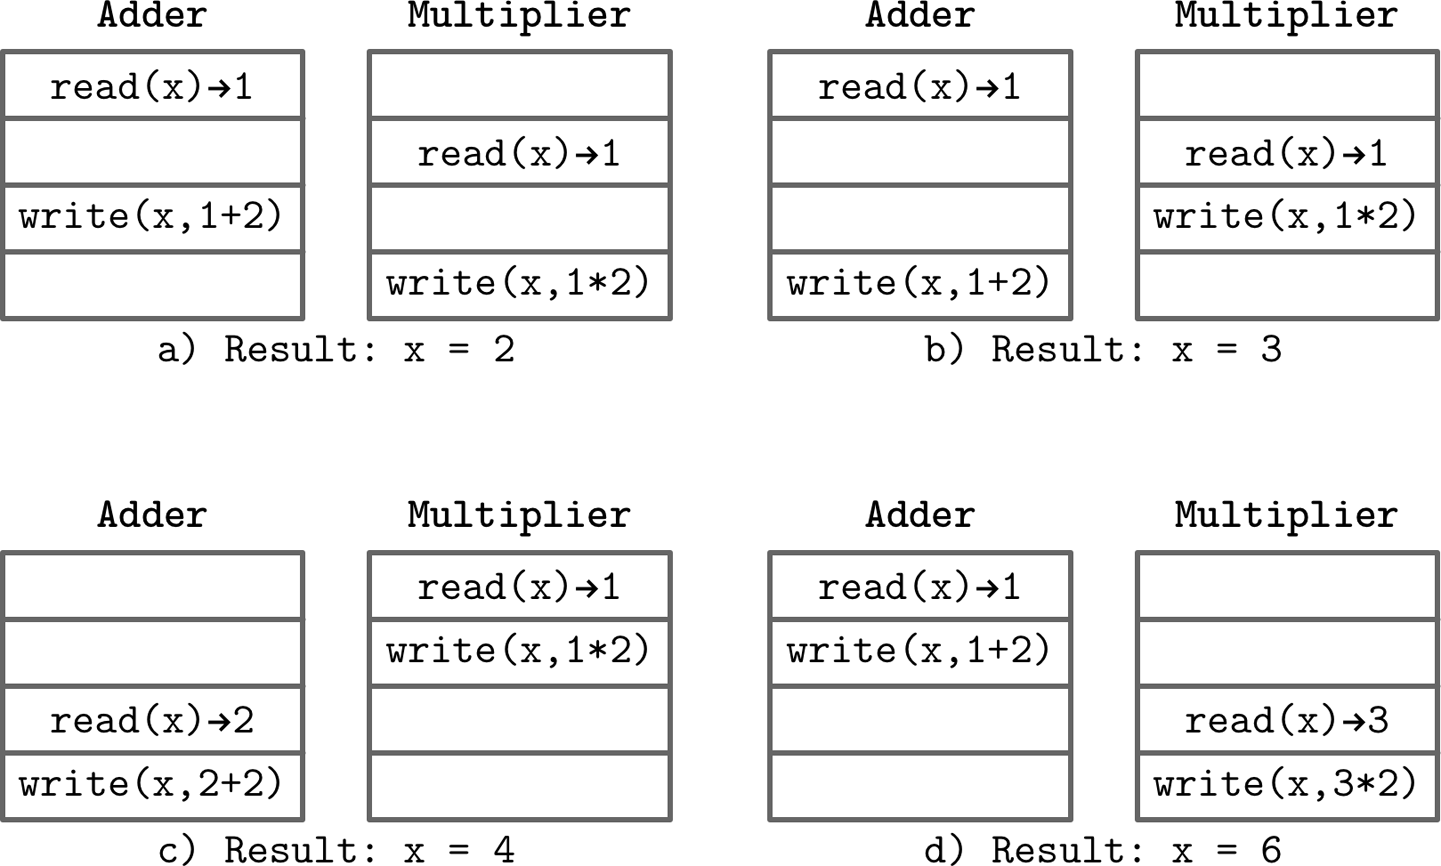 Adder Multiplier Adder Multiplier
read(x)→1 read(x)→1
read(x)→1 read(x)→1
write(x,1+2) write(x,1*2)
write(x,1*2) write(x,1+2)
a) Result: x = 2 b) Result: x = 3
Adder Multiplier Adder Multiplier
read(x)→1 read(x)→1
write(x,1*2) write(x,1+2)
read(x)→2 read(x)→3
write(x,2+2) write(x,3*2)
c) Result: x = 4 d) Result: x = 6